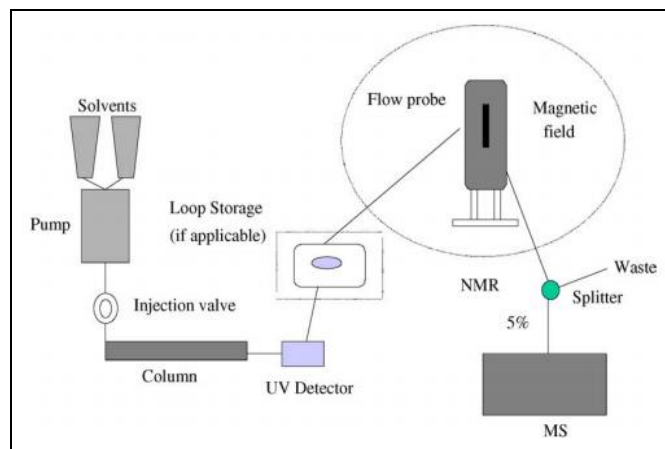 Solvents
Flow probe
Magnetic
field
Loop Storage
(if applicable)
Pump
Injection valve
NMR
Waste
Splitter
5%
Column
UV Detector
MS